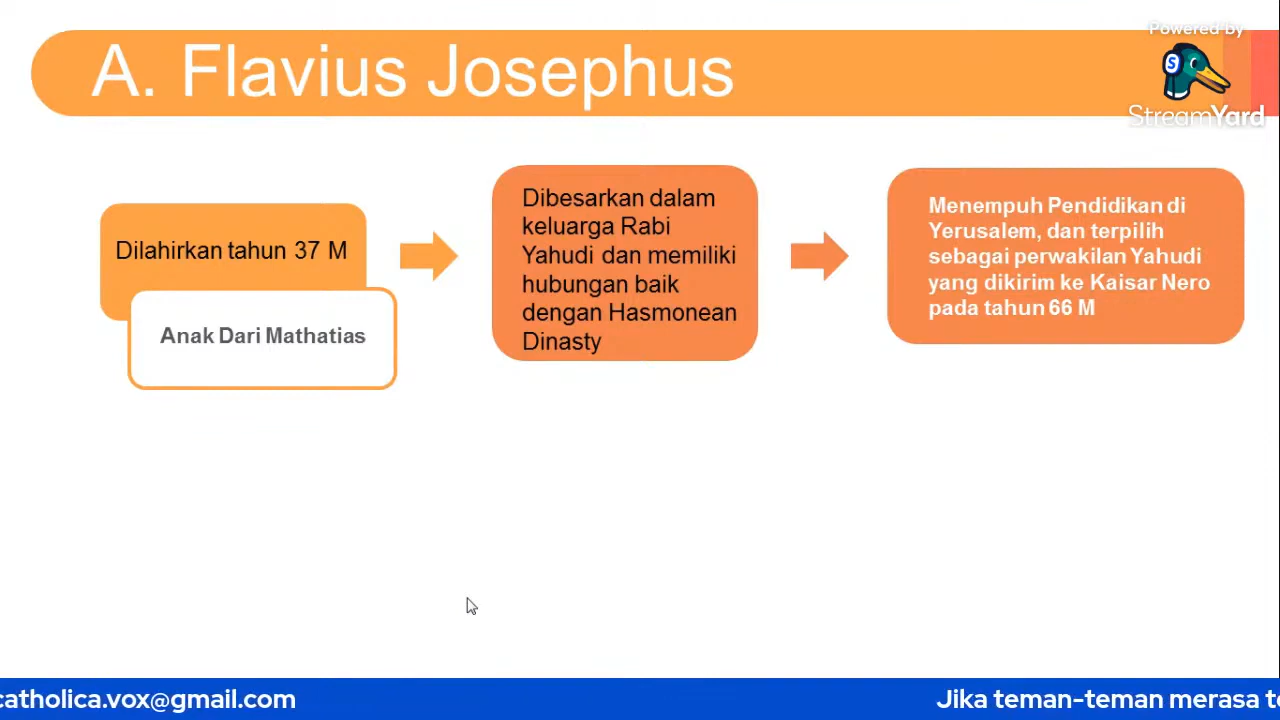 A. Flavius Josephus
Powered by
S
StreamYard
Dilahirkan tahun 37 M
Anak Dari Mathatias
Dibesarkan dalam
keluarga Rabi
Yahudi dan memiliki
hubungan baik
dengan Hasmonean
Dinasty
Menempuh Pendidikan di
Yerusalem, dan terpilih
sebagai perwakilan Yahudi
yang dikirim ke Kaisar Nero
pada tahun 66 M
catholica.vox@gmail.com
Jika teman-teman merasa